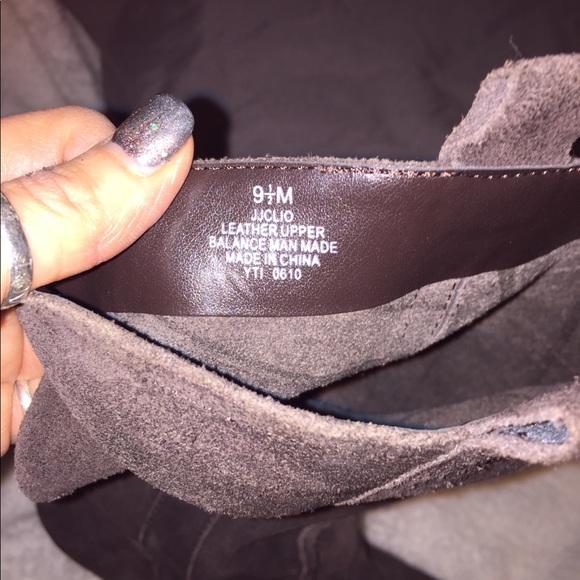 9½M
JJCLIO
LEATHER UPPER
BALANCE MAN MADE
MADE IN CHINA
YTI 0610